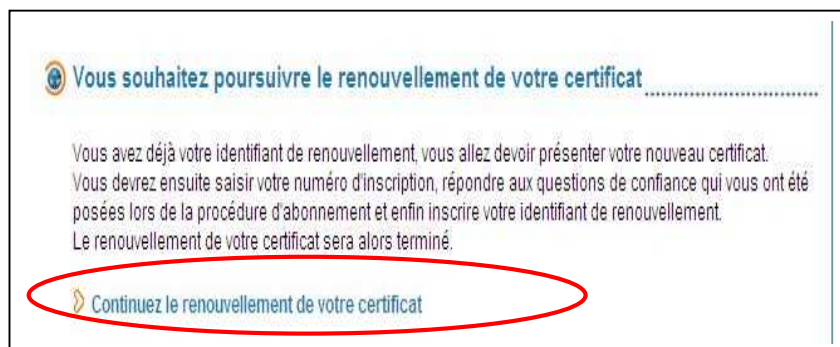 Vous souhaitez poursuivre le renouvellement de votre certificat
Vous avez déjà votre identifiant de renouvellement, vous allez devoir présenter votre nouveau certificat.
Vous devrez ensuite saisir votre numéro d'inscription, répondre aux questions de confiance qui vous ont été
posées lors de la procédure d'abonnement et enfin inscrire votre identifiant de renouvellement.
Le renouvellement de votre certificat sera alors terminé.
Continuez le renouvellement de votre certificat